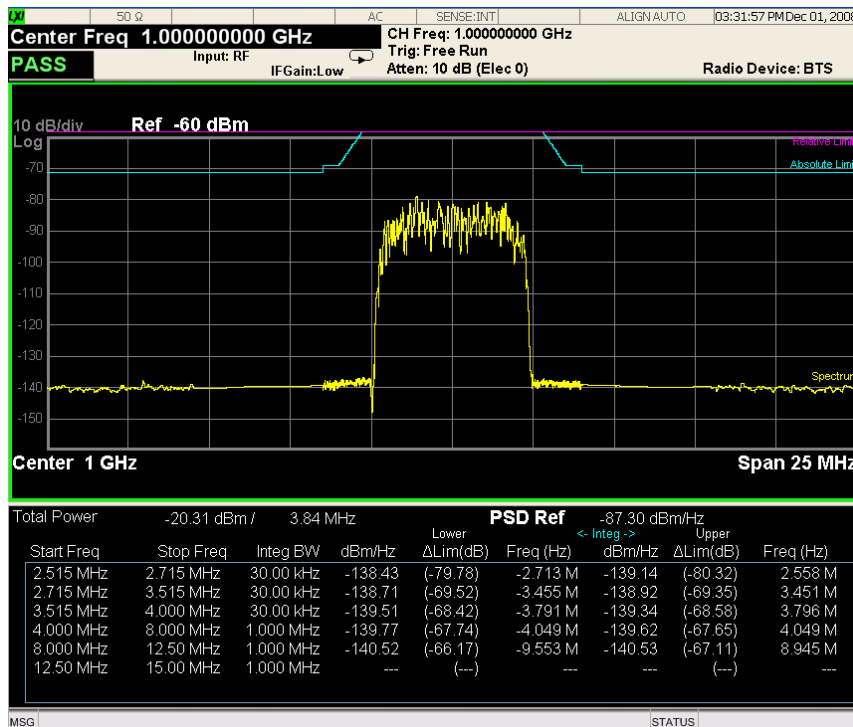 LXI 50 Ω AC SENSE:INT ALIGN AUTO 03:31:57 PM Dec 01, 2008
Center Freq 1.000000000 GHz
CH Freq: 1.000000000 GHz
Input: RF
Trig: Free Run
PASS
IFGain:Low
Atten: 10 dB (Elec 0)
Radio Device: BTS
10 dB/div Ref -60 dBm
Log
Relative Limi
Absolute Limi
-70
-80
-90
-100
-110
-120
-130
Spectrur
-140
-150
Center 1 GHz Span 25 MHz
Total Power -20.31 dBm / 3.84 MHz PSD Ref -87.30 dBm/Hz
Lower <- Integ -> Upper
Start Freq Stop Freq Integ BW dBm/Hz ΔLim(dB) Freq (Hz) dBm/Hz ΔLim(dB) Freq (Hz)
2.515 MHz 2.715 MHz 30.00 kHz -138.43 (-79.78) -2.713 M -139.14 (-80.32) 2.558 M
2.715 MHz 3.515 MHz 30.00 kHz -138.71 (-69.52) -3.455 M -138.92 (-69.35) 3.451 M
3.515 MHz 4.000 MHz 30.00 kHz -139.51 (-68.42) -3.791 M -139.34 (-68.58) 3.796 M
4.000 MHz 8.000 MHz 1.000 MHz -139.77 (-67.74) -4.049 M -139.62 (-67.65) 4.049 M
8.000 MHz 12.50 MHz 1.000 MHz -140.52 (-66.17) -9.553 M -140.53 (-67.11) 8.945 M
12.50 MHz 15.00 MHz 1.000 MHz --- (---) --- --- (---) ---
MSG STATUS